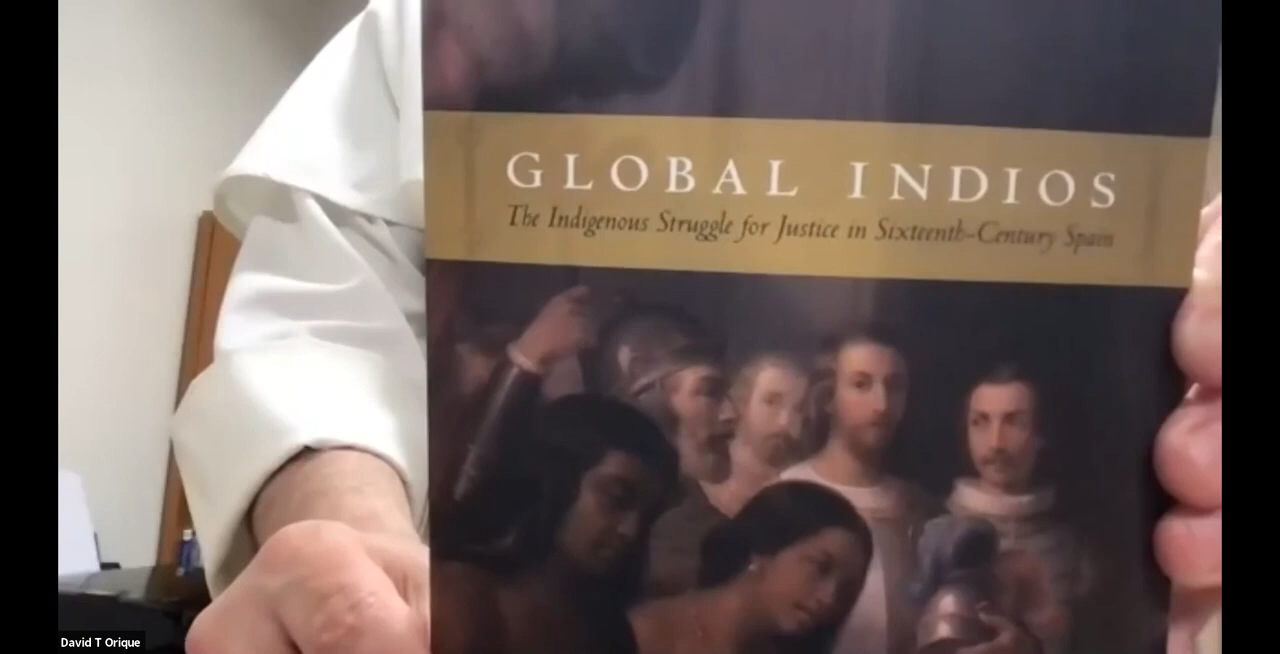 GLOBAL INDIOS
The Indigenous Struggle for Justice in Sixteenth-Century Spain
David T Orique